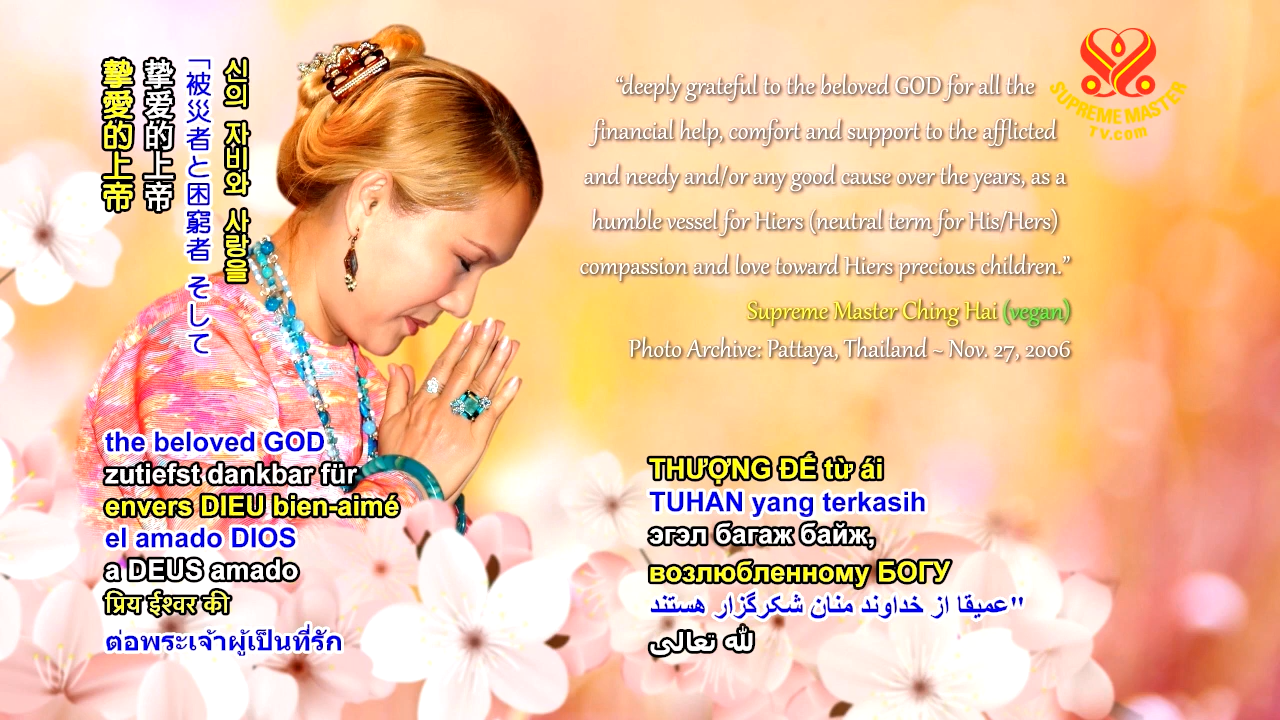 摯愛的上帝
挚爱的上帝
「被災者と困窮者 そして
신의 자비와 사랑을
“deeply grateful to the beloved GOD for all the
financial help, comfort and support to the afflicted
and needy and/or any good cause over the years, as a
humble vessel for Hiers (neutral term for His/Hers)
compassion and love toward Hiers precious children.”
Supreme Master Ching Hai (vegan)
Photo Archive: Pattaya, Thailand ~ Nov. 27, 2006
SUPREME MASTER
TV.com
the beloved GOD
zutiefst dankbar für
envers DIEU bien-aimé
el amado DIOS
a DEUS amado
प्रिय ईश्वर की
ต่อพระเจ้าผู้เป็นที่รัก
THƯỢNG ĐẾ từ ái
TUHAN yang terkasih
эгэл багаж байж,
возлюбленному БОГУ
"عمیقا از خداوند منان شکرگزار هستند
لله تعالى